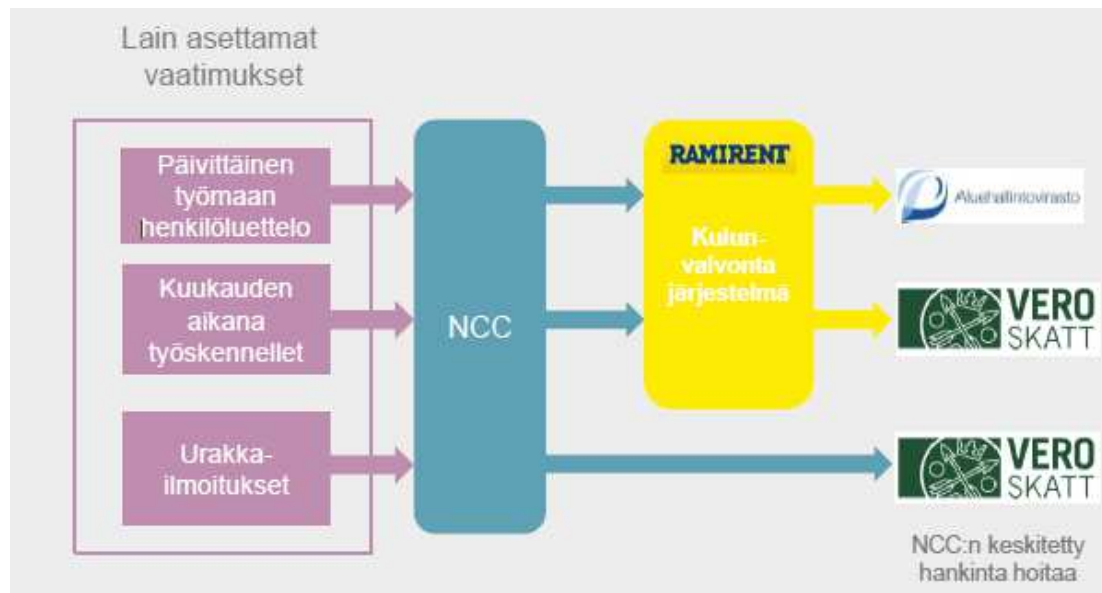 Lain asettamat
vaatimukset
Päivittäinen
työmaan
henkilöluettelo
Kuukauden
aikana
työskennellet
Urakka-
ilmoitukset
NCC
RAMIRENT
Kulun-
valvonta
järjestelmä
Aluehallintovirasto
VERO
SKATT
VERO
SKATT
NCC:n keskitetty
hankinta hoitaa